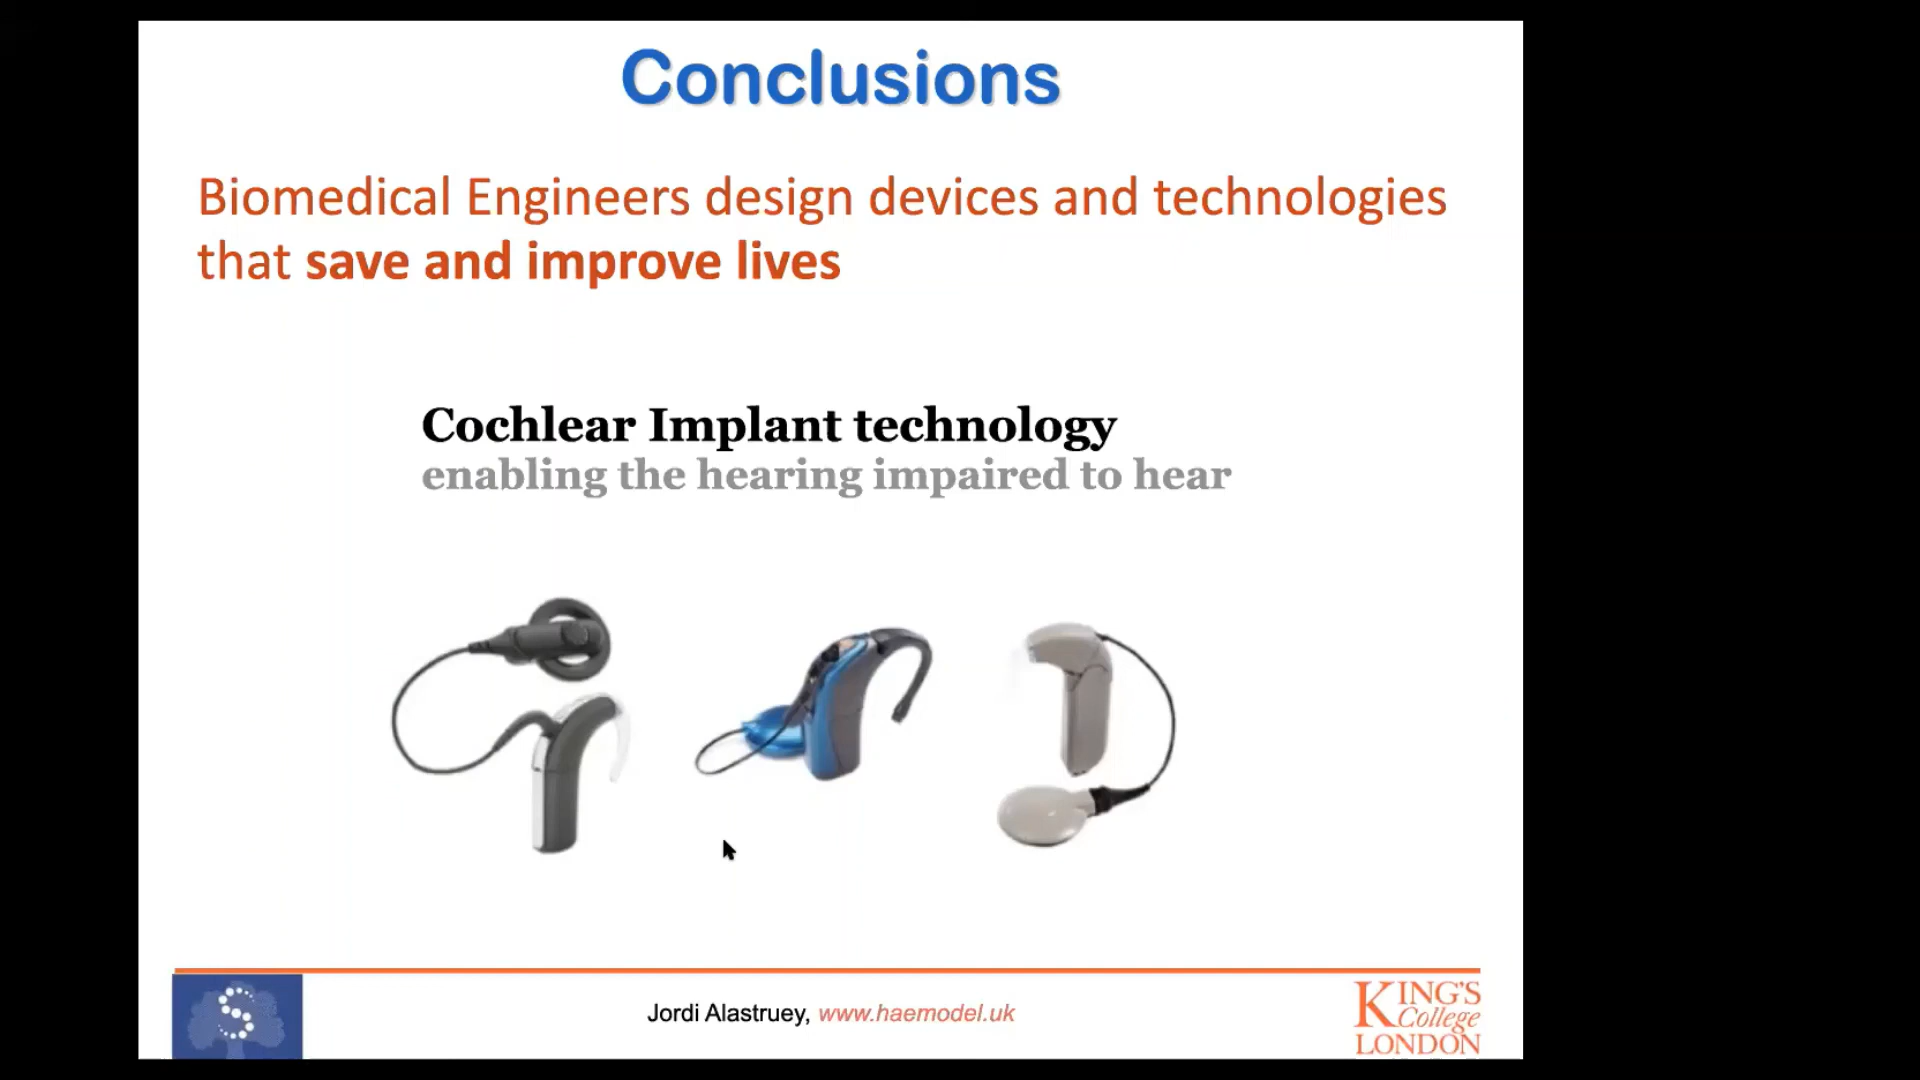 Conclusions
Biomedical Engineers design devices and technologies
that save and improve lives
Cochlear Implant technology
enabling the hearing impaired to hear
S
Jordi Alastruey, www.haemodel.uk
KING'S
College
LONDON